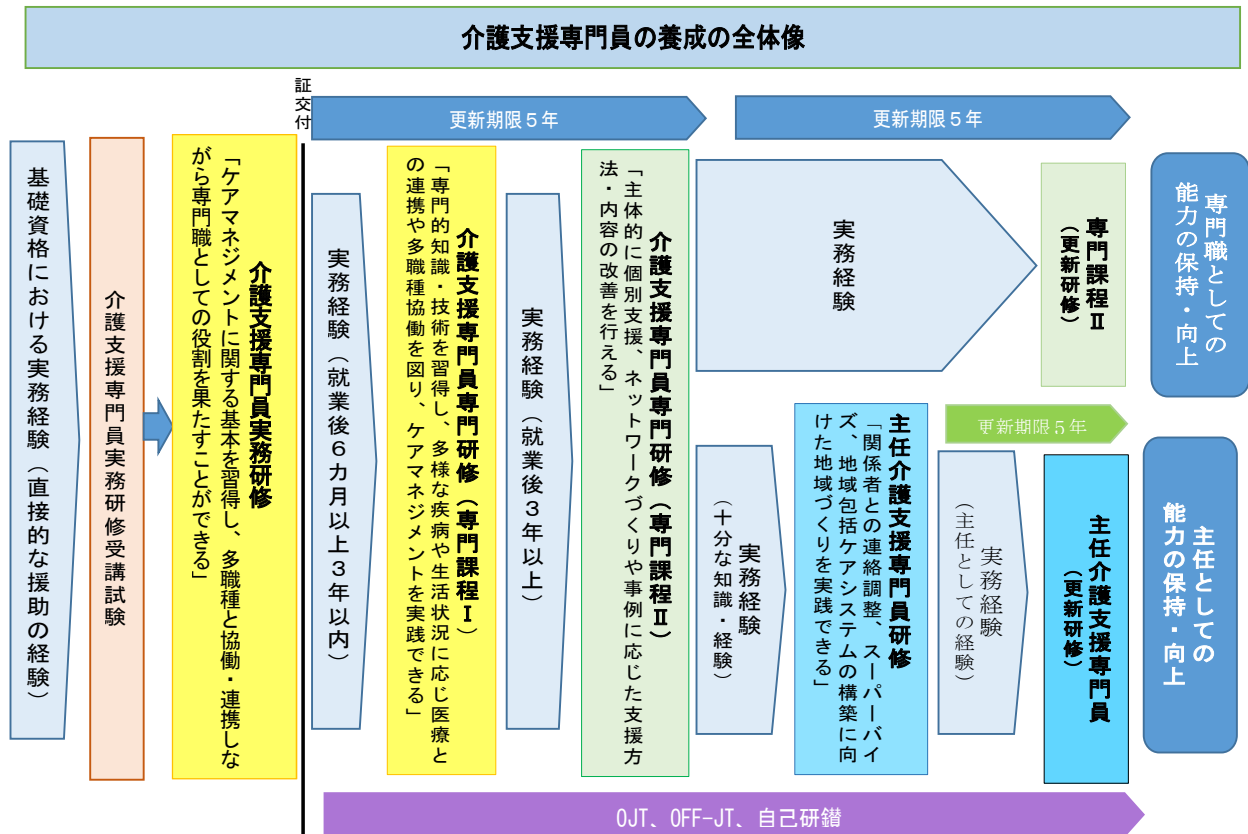 介護支援専門員の養成の全体像
証交付
更新期限5年
更新期限5年
基礎資格における実務経験（直接的な援助の経験）
介護支援専門員実務研修受講試験
介護支援専門員実務研修
「ケアマネジメントに関する基本を習得し、多職種と協働・連携しな
がら専門職としての役割を果たすことができる」
実務経験（就業後６カ月以上３年以内）
介護支援専門員専門研修（専門課程Ⅰ）
「専門的知識・技術を習得し、多様な疾病や生活状況に応じ医療と
の連携や多職種協働を図り、ケアマネジメントを実践できる」
実務経験（就業後３年以上）
介護支援専門員専門研修（専門課程Ⅱ）
「主体的に個別支援、ネットワークづくりや事例に応じた支援方
法・内容の改善を行える」
実務経験
専門課程Ⅱ
（更新研修）
専門職としての
能力の保持・向上
実務経験
（十分な知識・経験）
主任介護支援専門員研修
「関係者との連絡調整、スーパーバイ
ズ、地域包括ケアシステムの構築に向
けた地域づくりを実践できる」
更新期限5年
実務経験
（主任としての経験）
主任介護支援専門員
（更新研修）
主任としての
能力の保持・向上
OJT、OFF-JT、自己研鑚